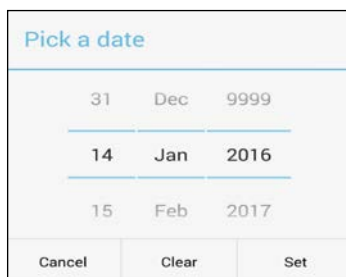 Pick a date
31 Dec 9999
14 Jan 2016
15 Feb 2017
Cancel Clear Set